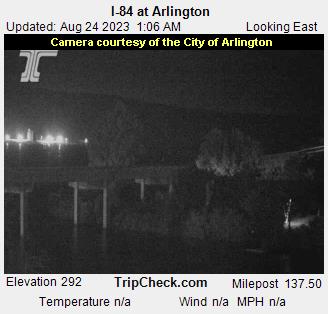 I-84 at Arlington
Updated: Aug 24 2023 1:06 AM Looking East
Camera courtesy of the City of Arlington
Elevation 292 TripCheck.com Milepost 137.50
Temperature n/a Wind n/a MPH n/a